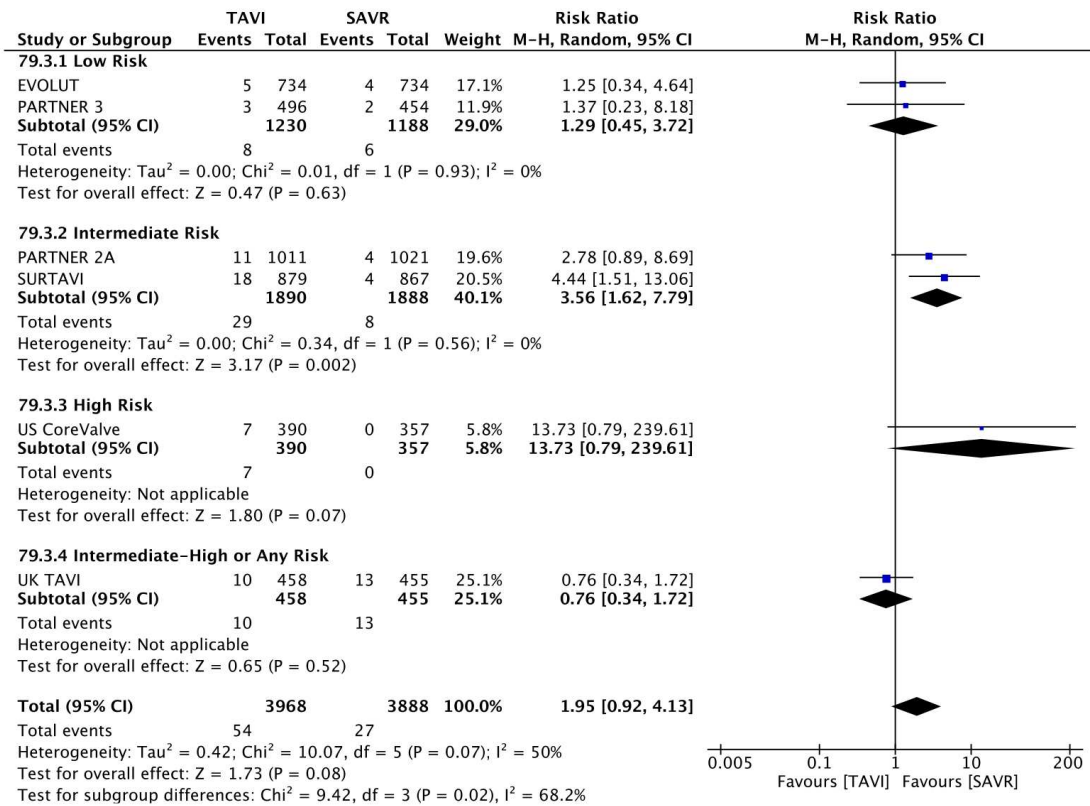 TAVI SAVR Risk Ratio Risk Ratio
Study or Subgroup Events Total Events Total Weight M-H, Random, 95% CI M-H, Random, 95% CI
79.3.1 Low Risk
EVOLUT 5 734 4 734 17.1% 1.25 [0.34, 4.64]
PARTNER 3 3 496 2 454 11.9% 1.37 [0.23, 8.18]
Subtotal (95% CI) 1230 1188 29.0% 1.29 [0.45, 3.72]
Total events 8 6
Heterogeneity: Tau² = 0.00; Chi² = 0.01, df = 1 (P = 0.93); I² = 0%
Test for overall effect: Z = 0.47 (P = 0.63)
79.3.2 Intermediate Risk
PARTNER 2A 11 1011 4 1021 19.6% 2.78 [0.89, 8.69]
SURTAVI 18 879 4 867 20.5% 4.44 [1.51, 13.06]
Subtotal (95% CI) 1890 1888 40.1% 3.56 [1.62, 7.79]
Total events 29 8
Heterogeneity: Tau² = 0.00; Chi² = 0.34, df = 1 (P = 0.56); I² = 0%
Test for overall effect: Z = 3.17 (P = 0.002)
79.3.3 High Risk
US CoreValve 7 390 0 357 5.8% 13.73 [0.79, 239.61]
Subtotal (95% CI) 390 357 5.8% 13.73 [0.79, 239.61]
Total events 7 0
Heterogeneity: Not applicable
Test for overall effect: Z = 1.80 (P = 0.07)
79.3.4 Intermediate-High or Any Risk
UK TAVI 10 458 13 455 25.1% 0.76 [0.34, 1.72]
Subtotal (95% CI) 458 455 25.1% 0.76 [0.34, 1.72]
Total events 10 13
Heterogeneity: Not applicable
Test for overall effect: Z = 0.65 (P = 0.52)
Total (95% CI) 3968 3888 100.0% 1.95 [0.92, 4.13]
Total events 54 27
Heterogeneity: Tau² = 0.42; Chi² = 10.07, df = 5 (P = 0.07); I² = 50%
Test for overall effect: Z = 1.73 (P = 0.08)
Test for subgroup differences: Chi² = 9.42, df = 3 (P = 0.02), I² = 68.2%
0.005 0.1 1 10 200
Favours [TAVI] Favours [SAVR]